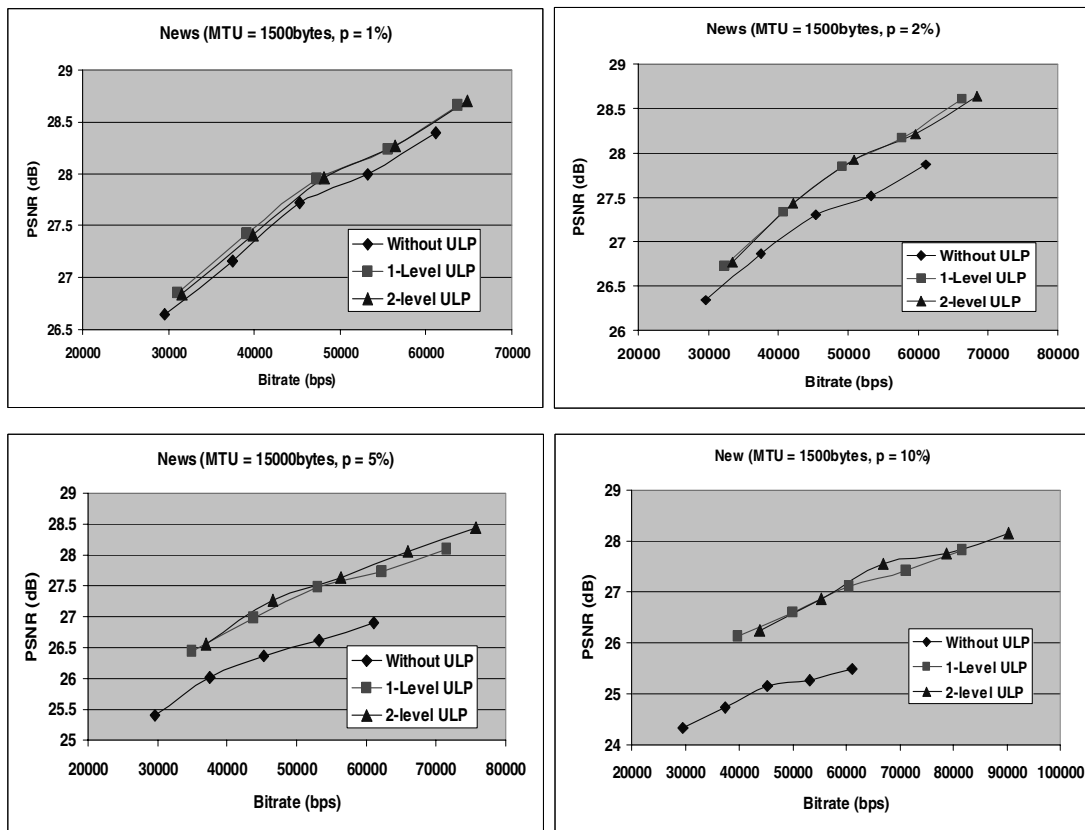 News (MTU = 1500bytes, p = 1%)
29
28.5
28
27.5
27
26.5
PSNR (dB)
20000 30000 40000 50000 60000 70000
Bitrate (bps)
Without ULP
1-Level ULP
2-level ULP
News (MTU = 1500bytes, p = 2%)
29
28.5
28
27.5
27
26.5
26
PSNR (dB)
20000 30000 40000 50000 60000 70000 80000
Bitrate (bps)
Without ULP
1-Level ULP
2-level ULP
News (MTU = 15000bytes, p = 5%)
29
28.5
28
27.5
27
26.5
26
25.5
25
PSNR (dB)
20000 30000 40000 50000 60000 70000 80000
Bitrate (bps)
Without ULP
1-Level ULP
2-level ULP
New (MTU = 1500bytes, p = 10%)
29
28
27
26
25
24
PSNR (dB)
20000 30000 40000 50000 60000 70000 80000 90000 100000
Bitrate (bps)
Without ULP
1-Level ULP
2-level ULP